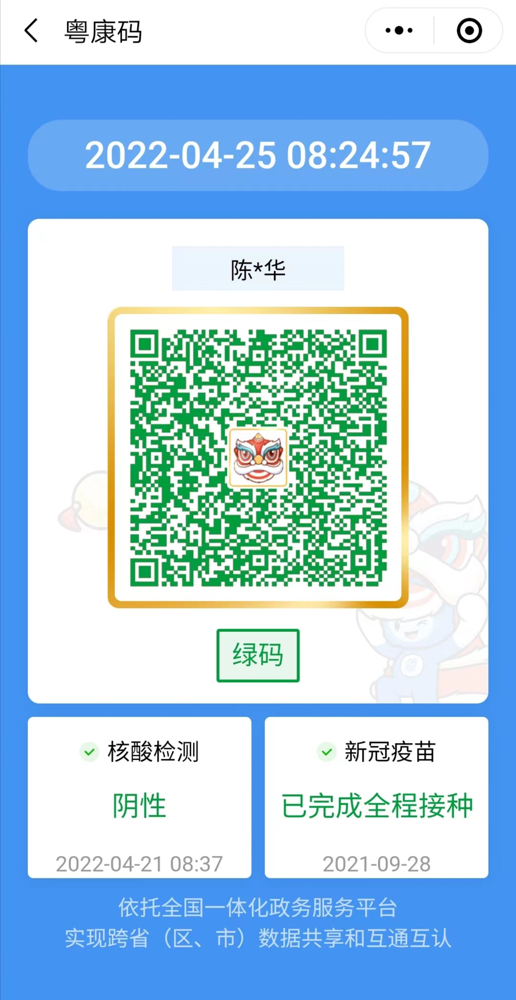 粤康码
2022-04-25 08:24:57
陈*华
绿码
核酸检测
阴性
2022-04-21 08:37
新冠疫苗
已完成全程接种
2021-09-28
依托全国一体化政务服务平台
实现跨省（区、市）数据共享和互通互认